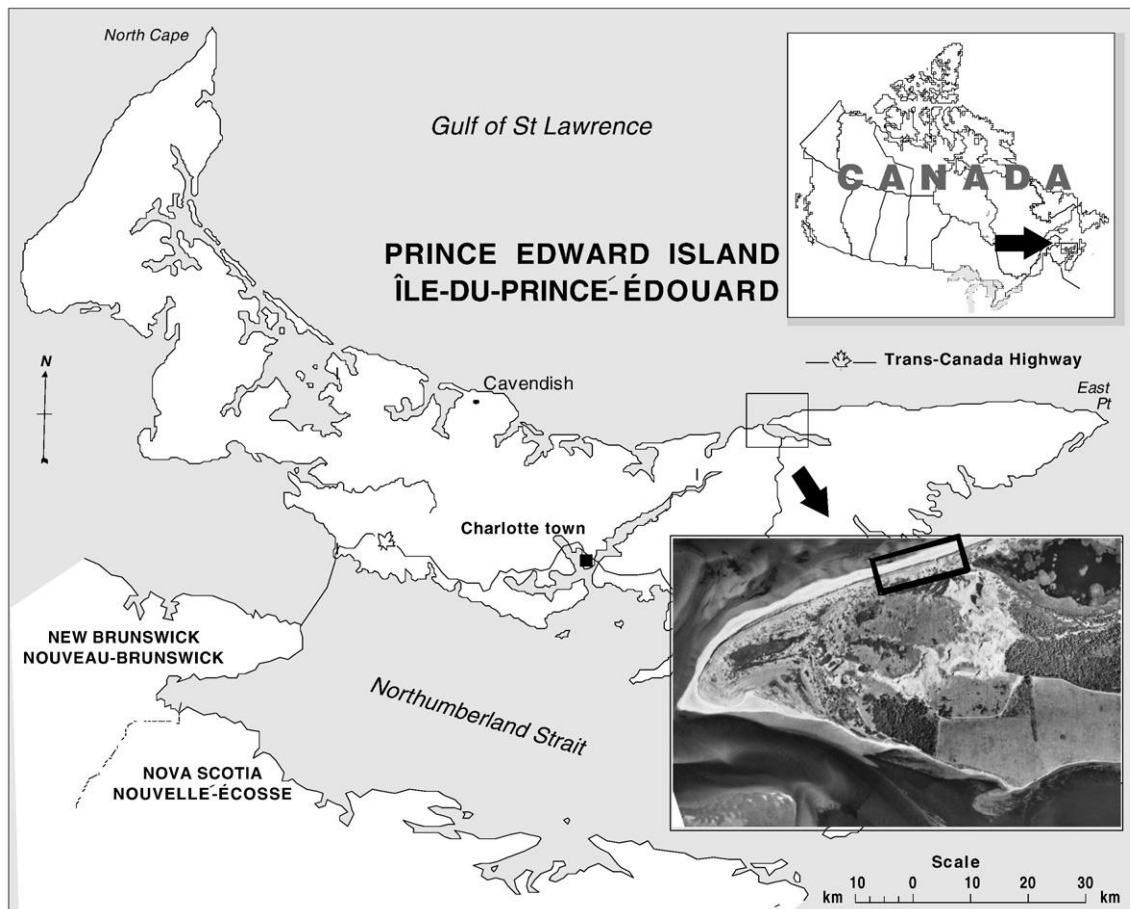 North Cape
Gulf of St Lawrence
CANADA
PRINCE EDWARD ISLAND
ÎLE-DU-PRINCE-ÉDOUARD
Trans-Canada Highway
N
Cavendish
East
Pt
Charlotte town
NEW BRUNSWICK
NOUVEAU-BRUNSWICK
Northumberland Strait
NOVA SCOTIA
NOUVELLE-ÉCOSSE
Scale
km 10 0 10 20 30 km